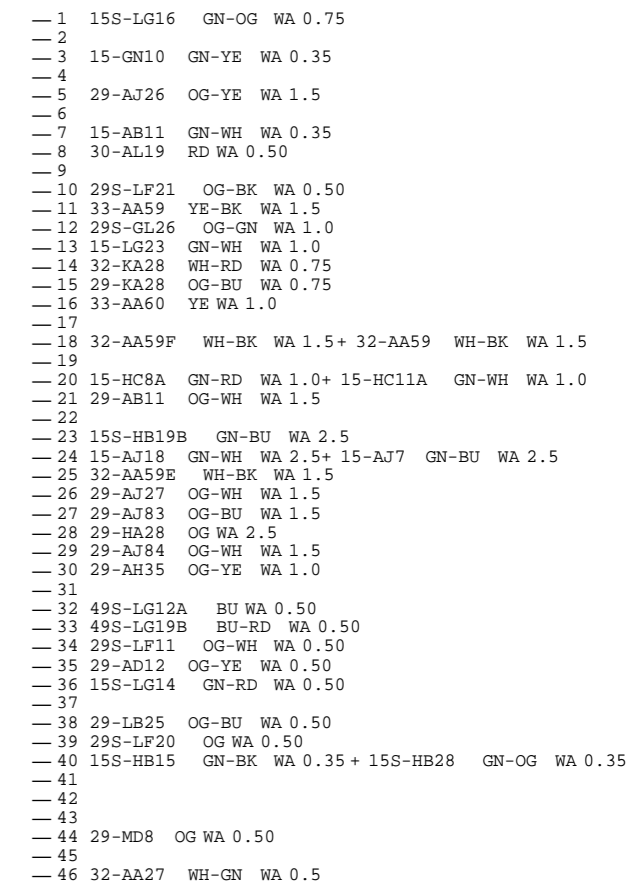 — 1 15S-LG16 GN-OG WA 0.75
— 2
— 3 15-GN10 GN-YE WA 0.35
— 4
— 5 29-AJ26 OG-YE WA 1.5
— 6
— 7 15-AB11 GN-WH WA 0.35
— 8 30-AL19 RD WA 0.50
— 9
— 10 29S-LF21 OG-BK WA 0.50
— 11 33-AA59 YE-BK WA 1.5
— 12 29S-GL26 OG-GN WA 1.0
— 13 15-LG23 GN-WH WA 1.0
— 14 32-KA28 WH-RD WA 0.75
— 15 29-KA28 OG-BU WA 0.75
— 16 33-AA60 YE WA 1.0
— 17
— 18 32-AA59F WH-BK WA 1.5+ 32-AA59 WH-BK WA 1.5
— 19
— 20 15-HC8A GN-RD WA 1.0+ 15-HC11A GN-WH WA 1.0
— 21 29-AB11 OG-WH WA 1.5
— 22
— 23 15S-HB19B GN-BU WA 2.5
— 24 15-AJ18 GN-WH WA 2.5+ 15-AJ7 GN-BU WA 2.5
— 25 32-AA59E WH-BK WA 1.5
— 26 29-AJ27 OG-WH WA 1.5
— 27 29-AJ83 OG-BU WA 1.5
— 28 29-HA28 OG WA 2.5
— 29 29-AJ84 OG-WH WA 1.5
— 30 29-AH35 OG-YE WA 1.0
— 31
— 32 49S-LG12A BU WA 0.50
— 33 49S-LG19B BU-RD WA 0.50
— 34 29S-LF11 OG-WH WA 0.50
— 35 29-AD12 OG-YE WA 0.50
— 36 15S-LG14 GN-RD WA 0.50
— 37
— 38 29-LB25 OG-BU WA 0.50
— 39 29S-LF20 OG WA 0.50
— 40 15S-HB15 GN-BK WA 0.35 + 15S-HB28 GN-OG WA 0.35
— 41
— 42
— 43
— 44 29-MD8 OG WA 0.50
— 45
— 46 32-AA27 WH-GN WA 0.5